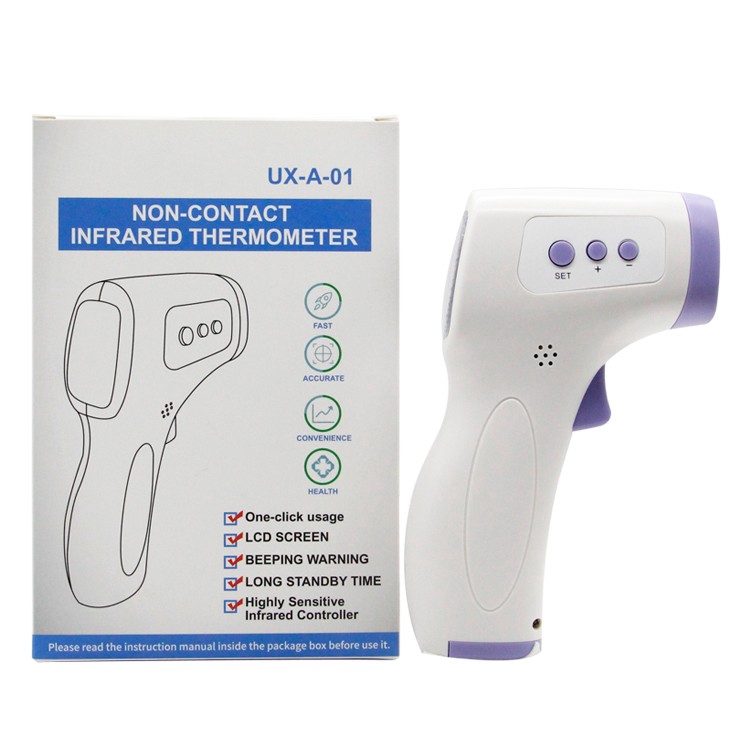 UX-A-01
NON-CONTACT
INFRARED THERMOMETER
FAST
ACCURATE
CONVENIENCE
HEALTH
One-click usage
LCD SCREEN
BEEPING WARNING
LONG STANDBY TIME
Highly Sensitive
Infrared Controller
Please read the instruction manual inside the package box before use it.
SET
+
-